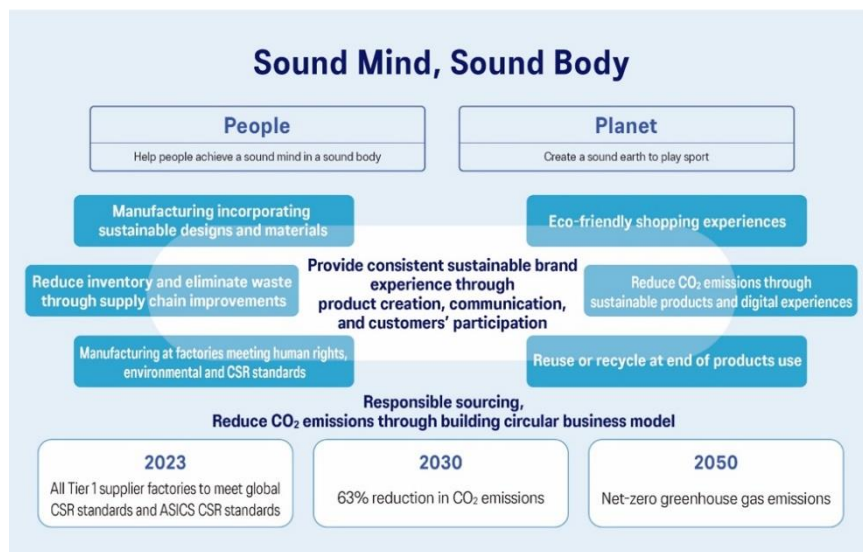 Sound Mind, Sound Body
People
Help people achieve a sound mind in a sound body
Planet
Create a sound earth to play sport
Manufacturing incorporating
sustainable designs and materials
Eco-friendly shopping experiences
Reduce inventory and eliminate waste
through supply chain improvements
Provide consistent sustainable brand
experience through
product creation, communication,
and customers' participation
Reduce CO₂ emissions through
sustainable products and digital experiences
Manufacturing at factories meeting human rights,
environmental and CSR standards
Reuse or recycle at end of products use
Responsible sourcing,
Reduce CO₂ emissions through building circular business model
2023
All Tier 1 supplier factories to meet global
CSR standards and ASICS CSR standards
2030
63% reduction in CO₂ emissions
2050
Net-zero greenhouse gas emissions